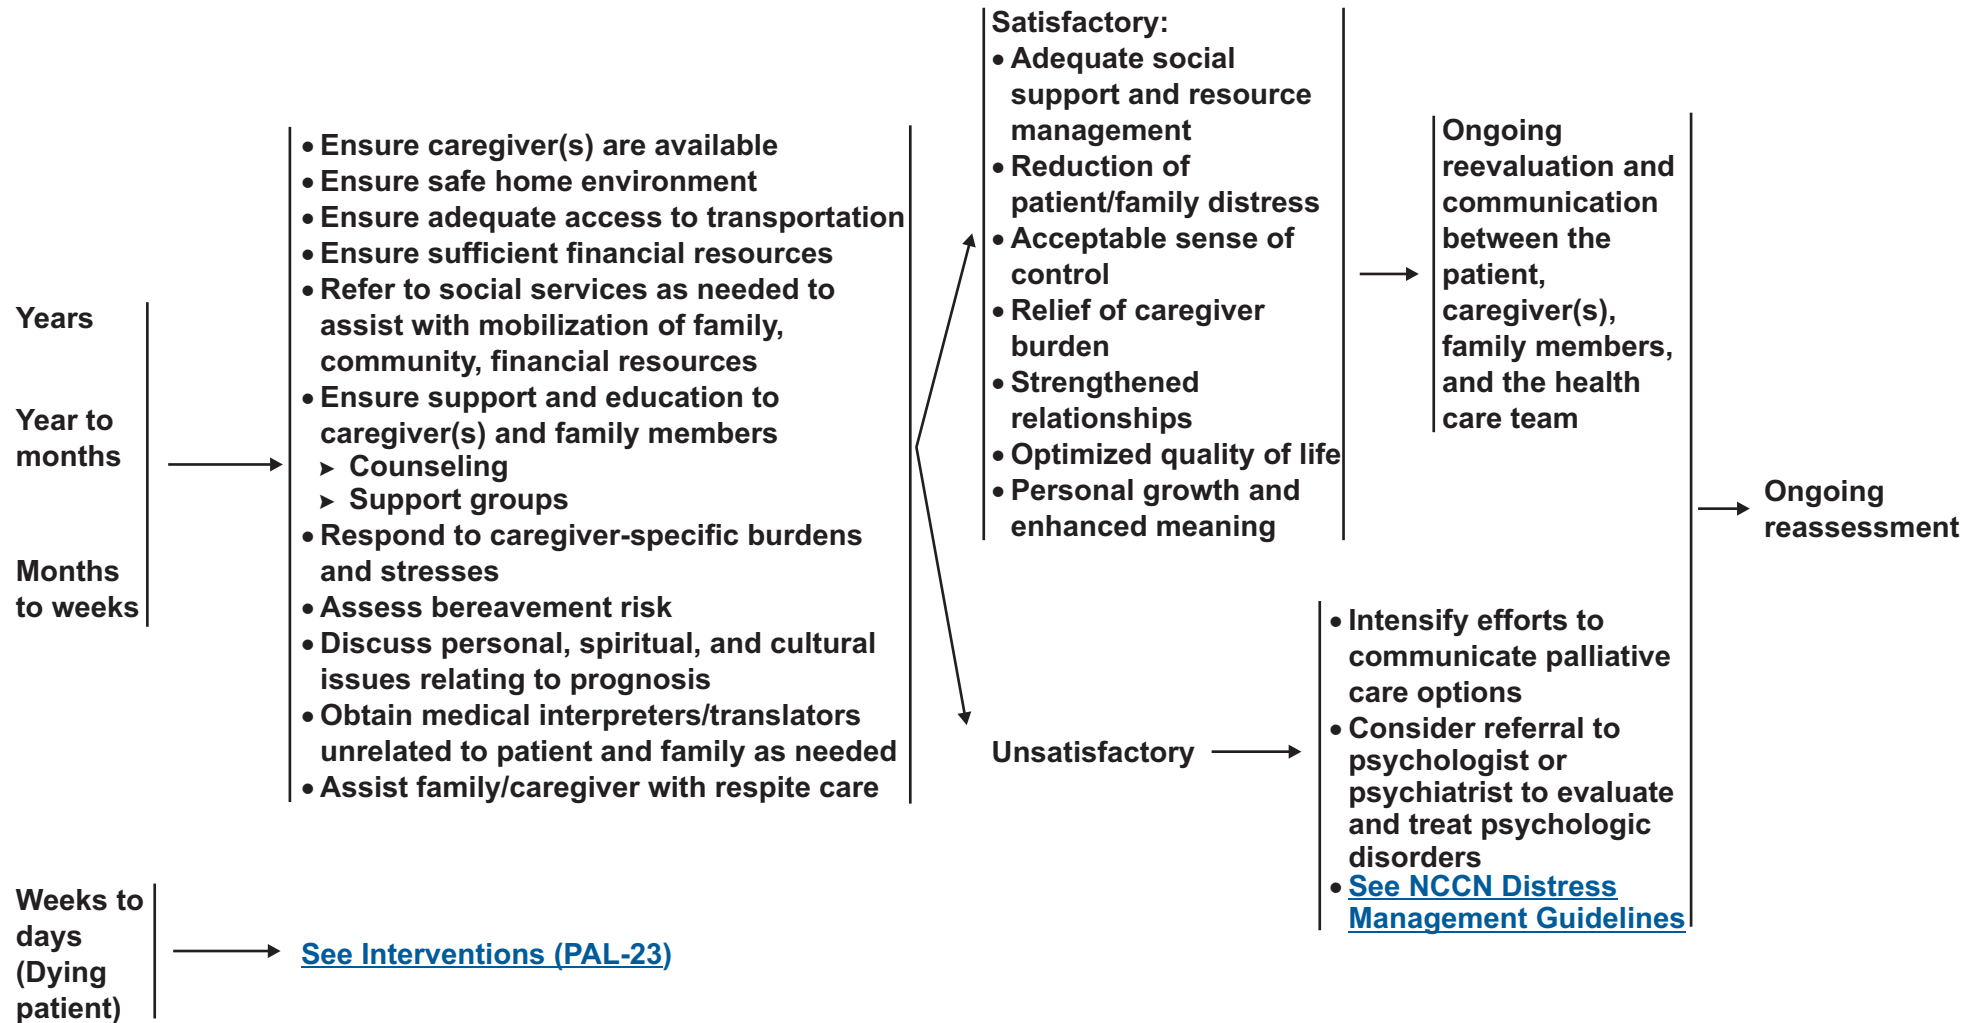 Years
Year to
months
Months
to weeks
• Ensure caregiver(s) are available
• Ensure safe home environment
• Ensure adequate access to transportation
• Ensure sufficient financial resources
• Refer to social services as needed to
assist with mobilization of family,
community, financial resources
• Ensure support and education to
caregiver(s) and family members
➤ Counseling
➤ Support groups
• Respond to caregiver-specific burdens
and stresses
• Assess bereavement risk
• Discuss personal, spiritual, and cultural
issues relating to prognosis
• Obtain medical interpreters/translators
unrelated to patient and family as needed
• Assist family/caregiver with respite care
Satisfactory:
• Adequate social
support and resource
management
• Reduction of
patient/family distress
• Acceptable sense of
control
• Relief of caregiver
burden
• Strengthened
relationships
• Optimized quality of life
• Personal growth and
enhanced meaning
Ongoing
reevaluation and
communication
between the
patient,
caregiver(s),
family members,
and the health
care team
Unsatisfactory
• Intensify efforts to
communicate palliative
care options
• Consider referral to
psychologist or
psychiatrist to evaluate
and treat psychologic
disorders
• See NCCN Distress
Management Guidelines
Ongoing
reassessment
Weeks to
days
(Dying
patient)
See Interventions (PAL-23)